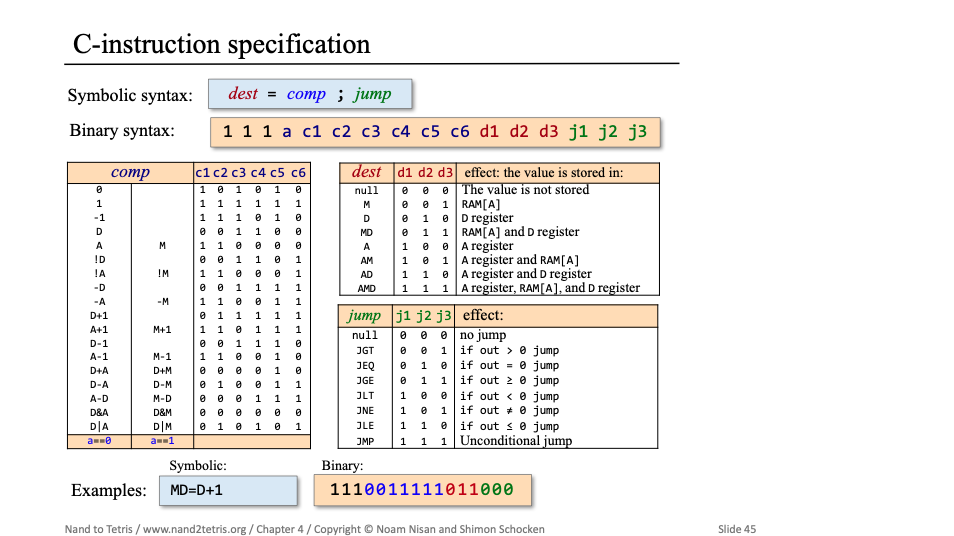 C-instruction specification
Symbolic syntax: dest = comp ; jump
Binary syntax: 1 1 1 a c1 c2 c3 c4 c5 c6 d1 d2 d3 j1 j2 j3
comp c1 c2 c3 c4 c5 c6
0 1 0 1 0 1 0
1 1 1 1 1 1 1
-1 1 1 1 0 1 0
D 0 0 1 1 0 0
A M 1 1 0 0 0 0
!D 0 0 1 1 0 1
!A !M 1 1 0 0 0 1
-D 0 0 1 1 1 1
-A -M 1 1 0 0 1 1
D+1 0 1 1 1 1 1
A+1 M+1 1 1 0 1 1 1
D-1 0 0 1 1 1 0
A-1 M-1 1 1 0 0 1 0
D+A D+M 0 0 0 0 1 0
D-A D-M 0 1 0 0 1 1
A-D M-D 0 0 0 1 1 1
D&A D&M 0 0 0 0 0 0
D|A D|M 0 1 0 1 0 1
a==0 a==1
dest d1 d2 d3 effect: the value is stored in:
null 0 0 0 The value is not stored
M 0 0 1 RAM[A]
D 0 1 0 D register
MD 0 1 1 RAM[A] and D register
A 1 0 0 A register
AM 1 0 1 A register and RAM[A]
AD 1 1 0 A register and D register
AMD 1 1 1 A register, RAM[A], and D register
jump j1 j2 j3 effect:
null 0 0 0 no jump
JGT 0 0 1 if out > 0 jump
JEQ 0 1 0 if out = 0 jump
JGE 0 1 1 if out ≥ 0 jump
JLT 1 0 0 if out < 0 jump
JNE 1 0 1 if out ≠ 0 jump
JLE 1 1 0 if out ≤ 0 jump
JMP 1 1 1 Unconditional jump
Symbolic: Binary:
Examples: MD=D+1 1110011111011000
Nand to Tetris / www.nand2tetris.org / Chapter 4 / Copyright © Noam Nisan and Shimon Schocken Slide 45